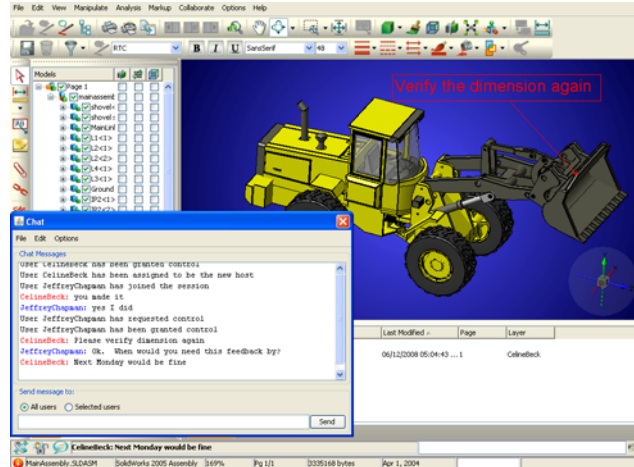 File Edit View Manipulate Analysis Markup Collaborate Options Help
RTC B I U SansSerif 48
Models
Page 1
mainassemb
shovel<
shovel:
MainLinl
L1<1>
L2<1>
L2<2>
L4<1>
L3<1>
Ground
IP2<1>
IP2<2>
Verify the dimension again
Chat
File Edit Options
Chat Messages
User CelineBeck has been granted control
User CelineBeck has been assigned to be the new host
User JeffreyChapman has joined the session
CelineBeck: you made it
JeffreyChapman: yes I did
User JeffreyChapman has requested control
User JeffreyChapman has been granted control
CelineBeck: Please verify dimension again
JeffreyChapman: Ok. When would you need this feedback by?
CelineBeck: Next Monday would be fine
Send message to:
All users Selected users
Send
Last Modified Page Layer
06/12/2008 05:04:43 ... 1 CelineBeck
CelineBeck: Next Monday would be fine
MainAssembly.SLDASM SolidWorks 2005 Assembly 169% Pg 1/1 3335168 bytes Apr 1, 2004